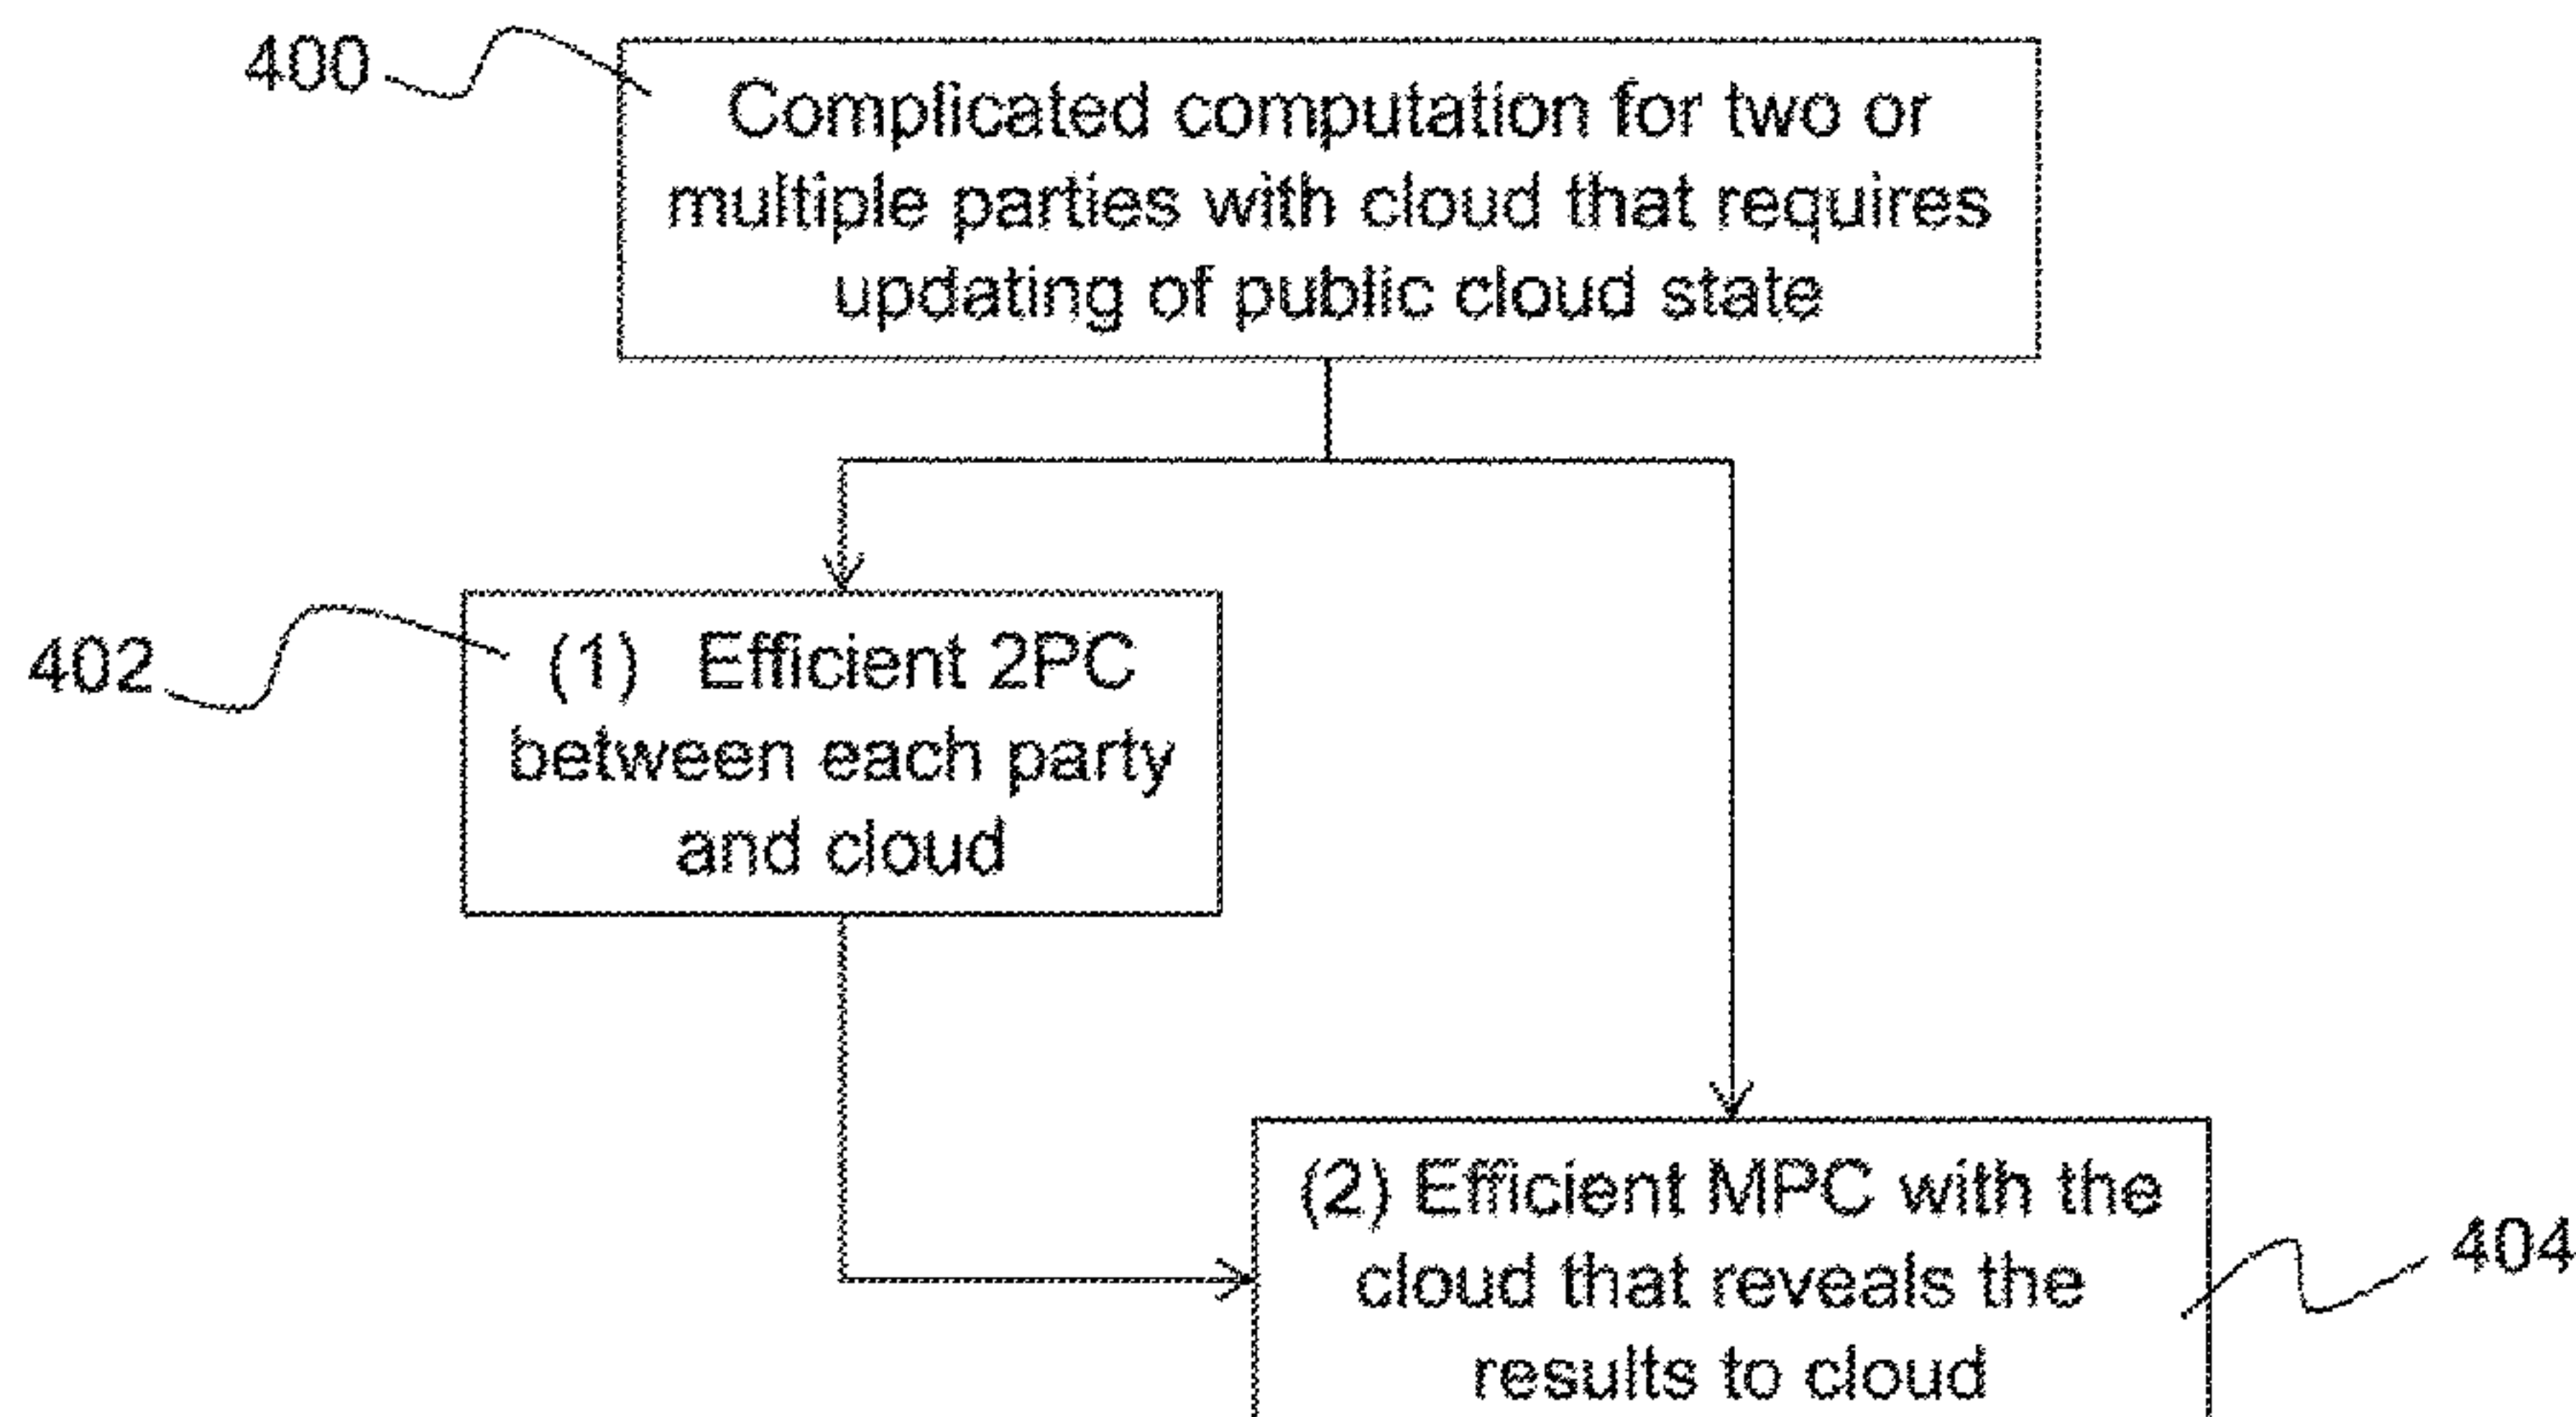 400
Complicated computation for two or
multiple parties with cloud that requires
updating of public cloud state
402
(1) Efficient 2PC
between each party
and cloud
(2) Efficient MPC with the
cloud that reveals the
results to cloud
404